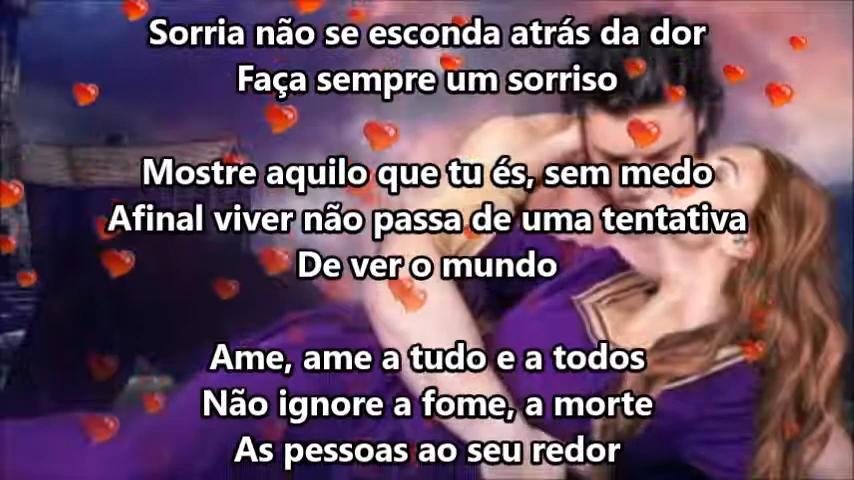 Sorria não se esconda atrás da dor
Faça sempre um sorriso
Mostre aquilo que tu és, sem medo
Afinal viver não passa de uma tentativa
De ver o mundo
Ame, ame a tudo e a todos
Não ignore a fome, a morte
As pessoas ao seu redor